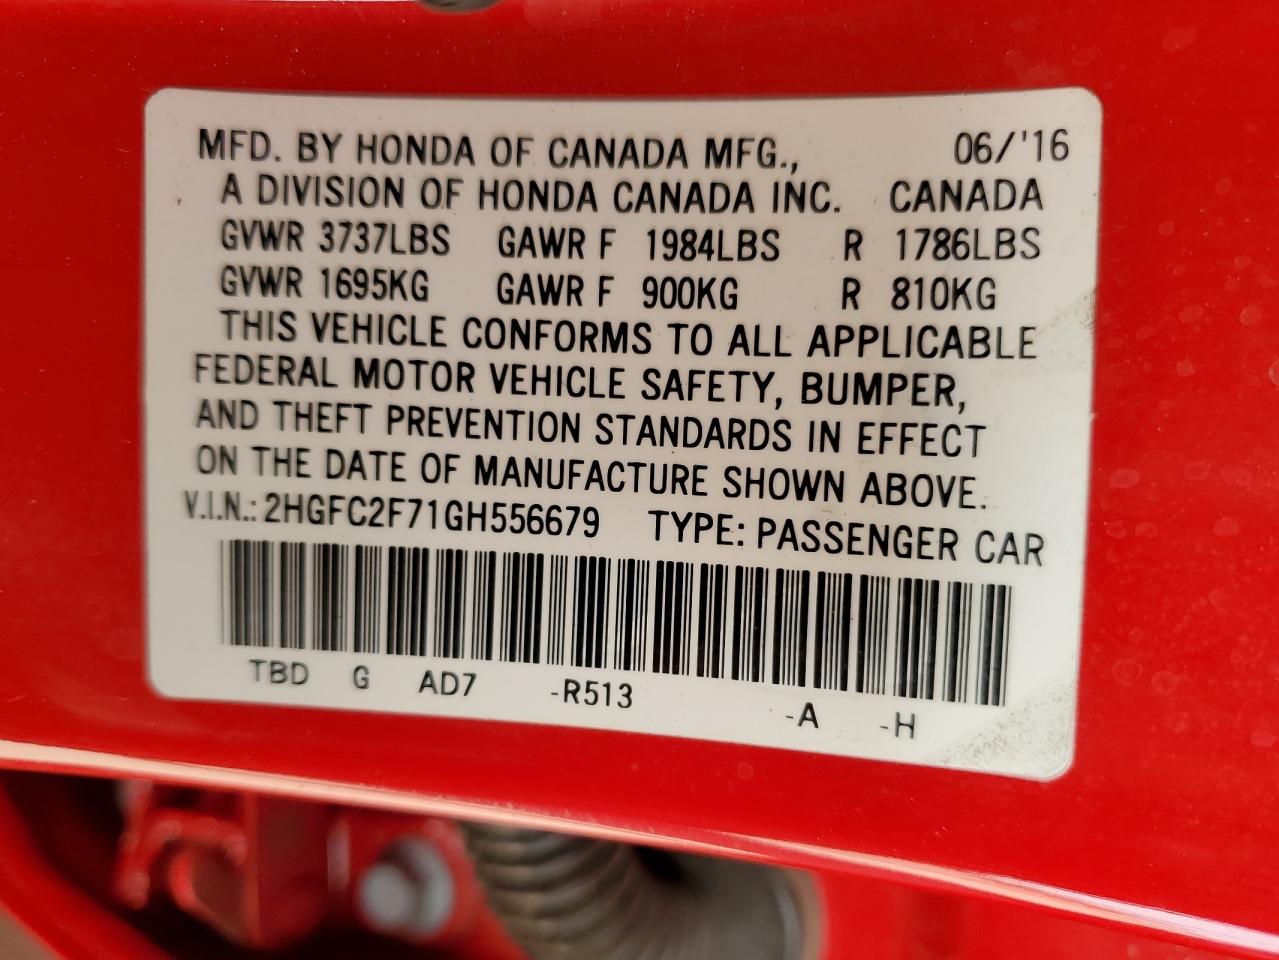 MFD. BY HONDA OF CANADA MFG., 06/'16
A DIVISION OF HONDA CANADA INC. CANADA
GVWR 3737LBS GAWR F 1984LBS R 1786LBS
GVWR 1695KG GAWR F 900KG R 810KG
THIS VEHICLE CONFORMS TO ALL APPLICABLE
FEDERAL MOTOR VEHICLE SAFETY, BUMPER,
AND THEFT PREVENTION STANDARDS IN EFFECT
ON THE DATE OF MANUFACTURE SHOWN ABOVE.
V.I.N.: 2HGFC2F71GH556679 TYPE: PASSENGER CAR
TBD G AD7 -R513 -A -H